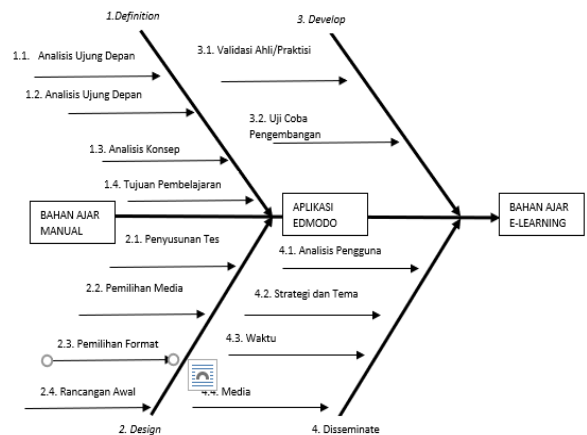 1.Definition
3. Develop
1.1. Analisis Ujung Depan
3.1. Validasi Ahli/Praktisi
1.2. Analisis Ujung Depan
3.2. Uji Coba
Pengembangan
1.3. Analisis Konsep
1.4. Tujuan Pembelajaran
BAHAN AJAR
MANUAL
APLIKASI
EDMODO
BAHAN AJAR
E-LEARNING
2.1. Penyusunan Tes
4.1. Analisis Pengguna
2.2. Pemilihan Media
4.2. Strategi dan Tema
2.3. Pemilihan Format
4.3. Waktu
2.4. Rancangan Awal
4.4. Media
2. Design
4. Disseminate